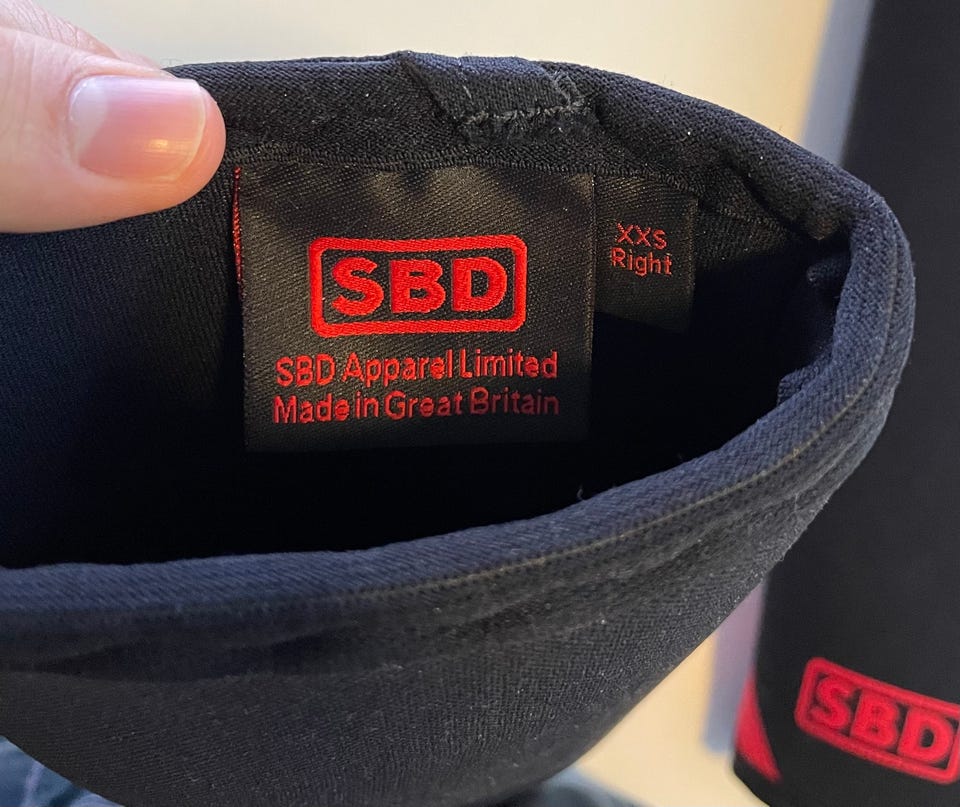 SBD
SBD Apparel Limited
Made in Great Britain
XXS
Right
SBD